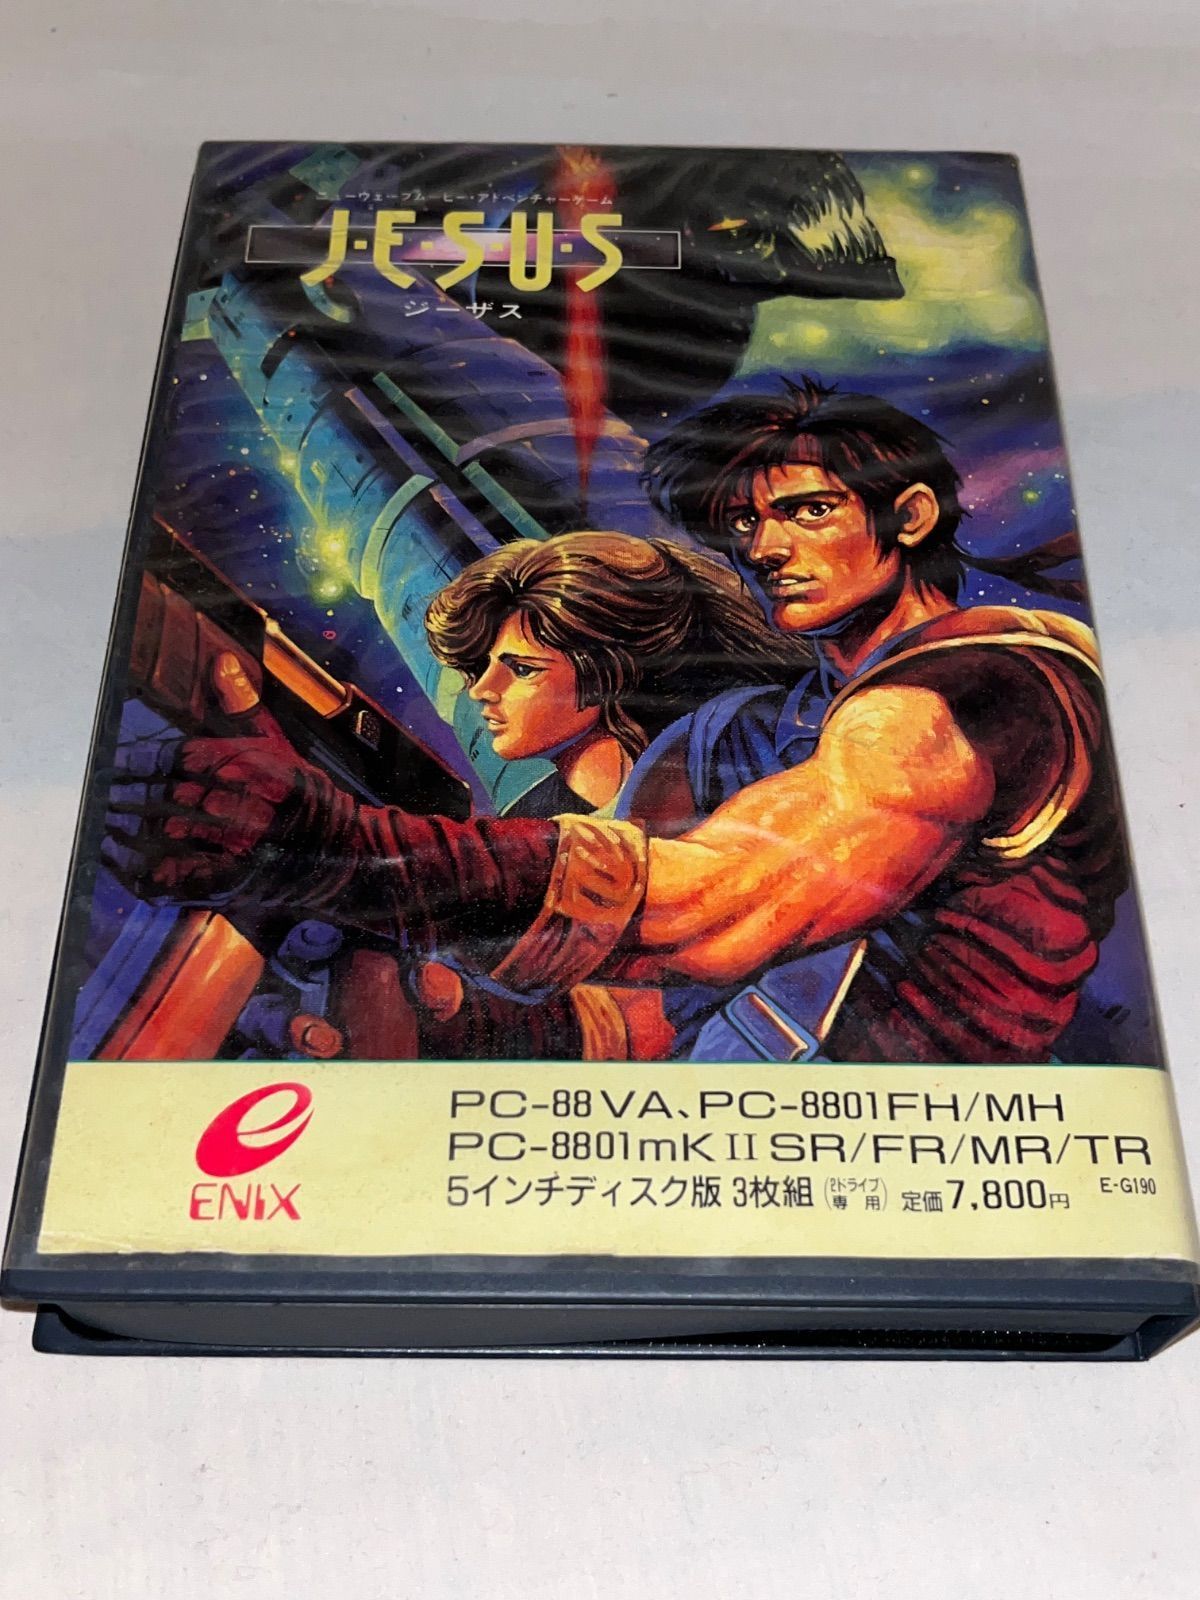 ニューウェーブムービー・アドベンチャーゲーム
J・E・S・U・S
ジーザス
ENIX
PC-88VA、PC-8801FH/MH
PC-8801mKII SR/FR/MR/TR
5インチディスク版 3枚組 (2ドライブ専用) 定価7,800円 E-G190